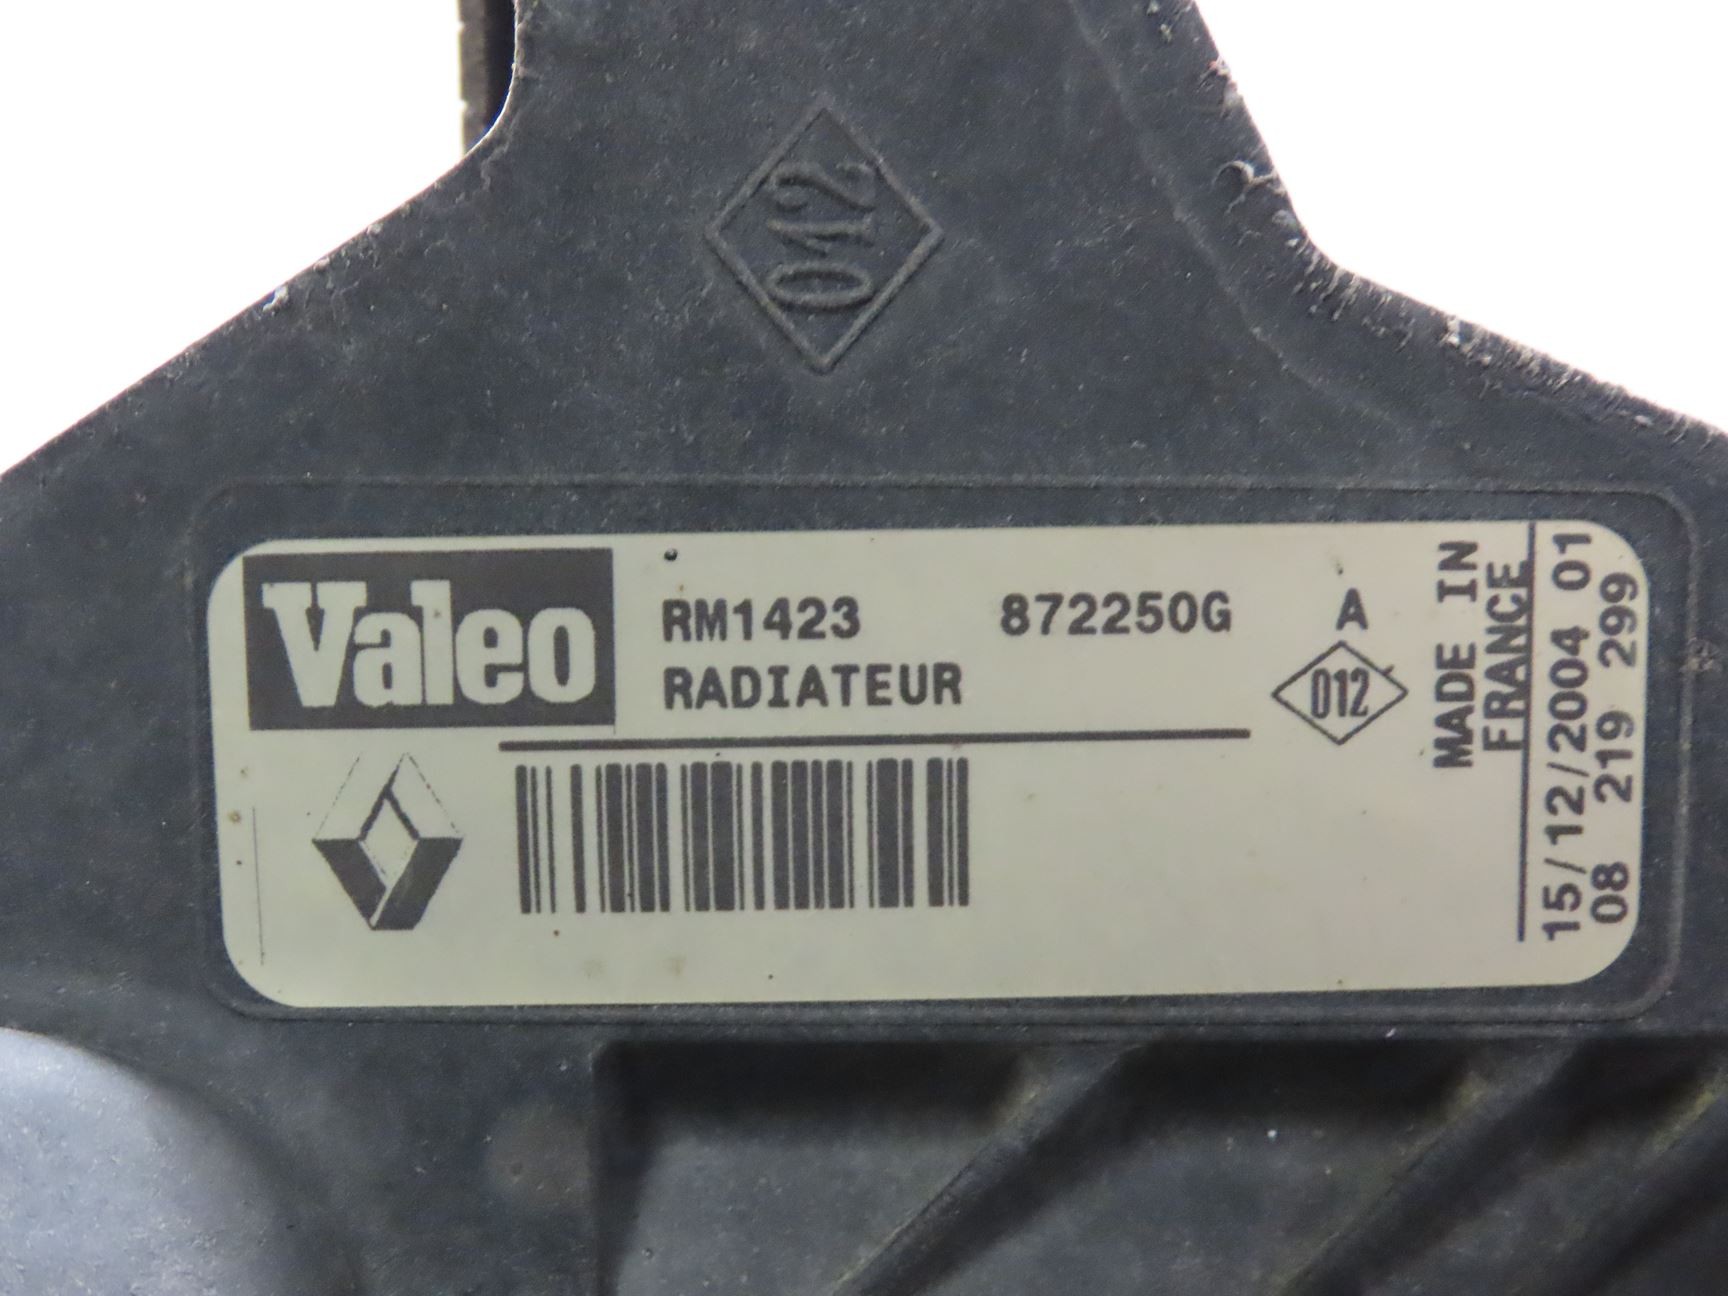 012
Valeo
RM1423 872250G A
RADIATEUR
012
MADE IN
FRANCE
15/12/2004 01
08 219 299